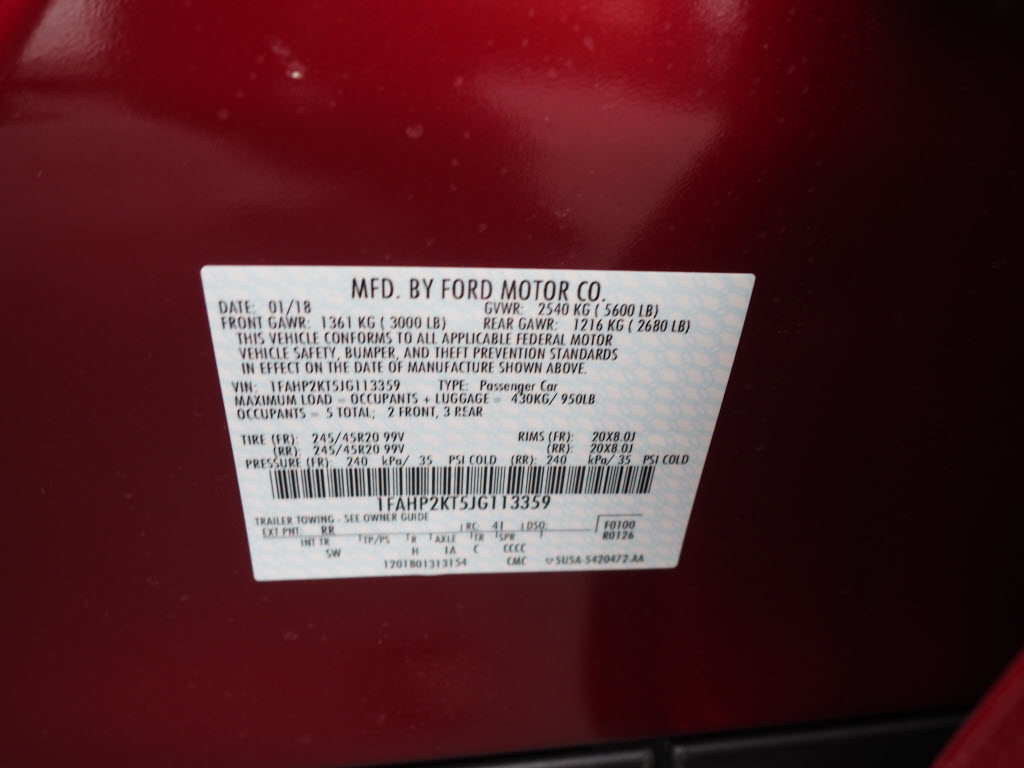 MFD. BY FORD MOTOR CO.
DATE: 01/18 GVWR: 2540 KG ( 5600 LB)
FRONT GAWR: 1361 KG ( 3000 LB) REAR GAWR: 1216 KG ( 2680 LB)
THIS VEHICLE CONFORMS TO ALL APPLICABLE FEDERAL MOTOR
VEHICLE SAFETY, BUMPER, AND THEFT PREVENTION STANDARDS
IN EFFECT ON THE DATE OF MANUFACTURE SHOWN ABOVE.
VIN: 1FAHP2KT5JG113359 TYPE: Passenger Car
MAXIMUM LOAD = OCCUPANTS + LUGGAGE = 430KG/ 950LB
OCCUPANTS = 5 TOTAL; 2 FRONT, 3 REAR
TIRE (FR): 245/45R20 99V RIMS (FR): 20X8.0J
(RR): 245/45R20 99V (RR): 20X8.0J
PRESSURE (FR): 240 kPa/ 35 PSI COLD (RR): 240 kPa/ 35 PSI COLD
1FAHP2KT5JG113359
TRAILER TOWING - SEE OWNER GUIDE
EXT PNT: RR RC: 41 DSO: F0100
INT TR TP/PS R AXLE TR SPR R0126
SW H 1A C CCCC
1201801313154 CMC 5U5A-5420472-AA